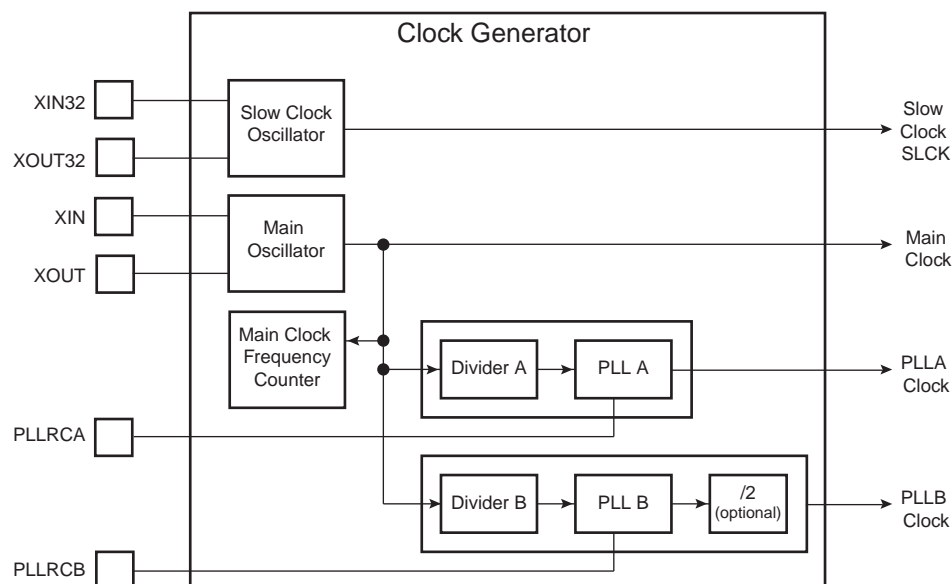 Clock Generator
XIN32
Slow Clock
Oscillator
Slow
Clock
SLCK
XOUT32
XIN
Main
Oscillator
Main
Clock
XOUT
Main Clock
Frequency
Counter
Divider A
PLL A
PLLA
Clock
PLLRCA
Divider B
PLL B
/2
(optional)
PLLB
Clock
PLLRCB